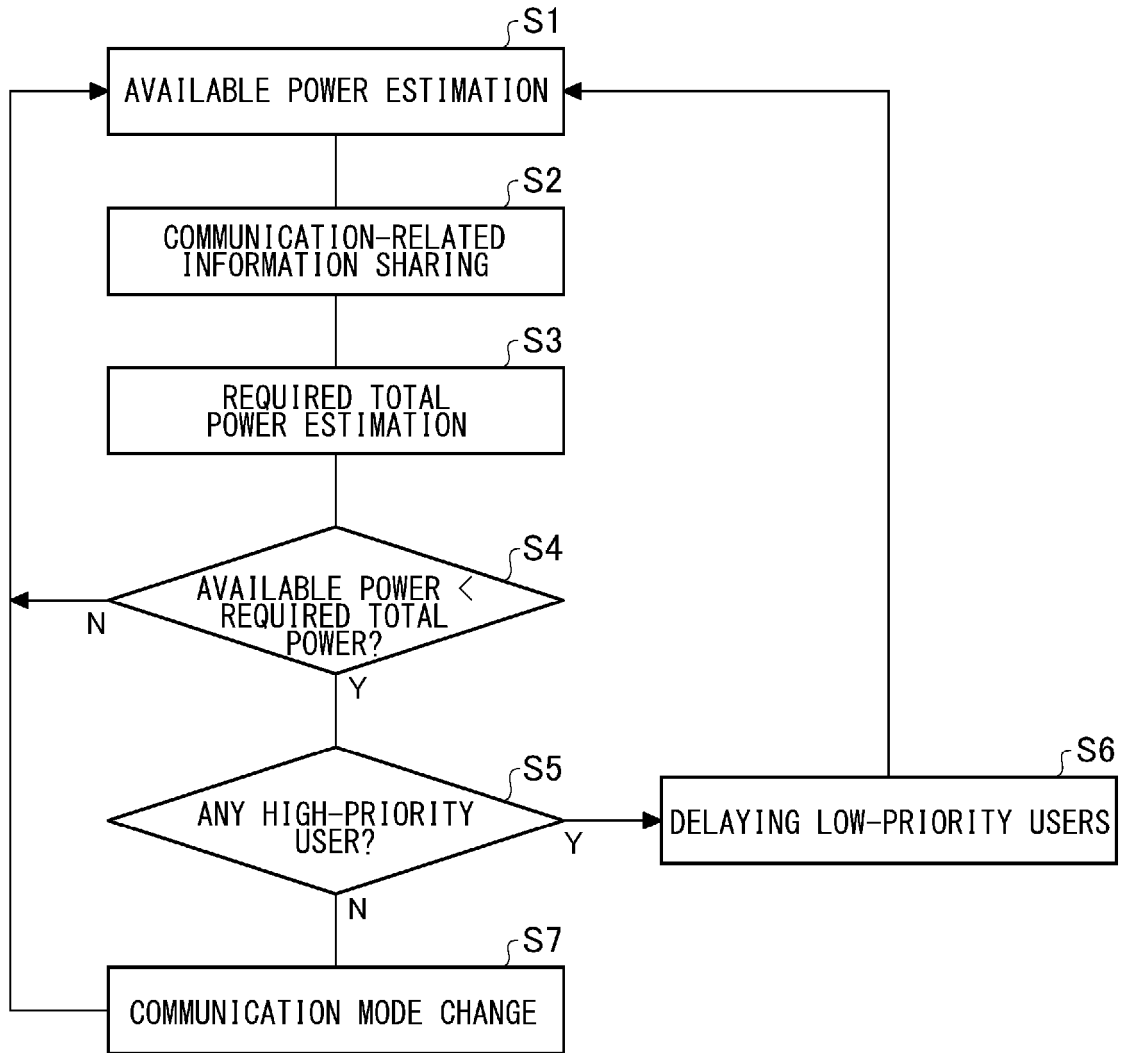 S1
AVAILABLE POWER ESTIMATION
S2
COMMUNICATION-RELATED
INFORMATION SHARING
S3
REQUIRED TOTAL
POWER ESTIMATION
S4
AVAILABLE POWER <
REQUIRED TOTAL
POWER?
N
Y
S5
ANY HIGH-PRIORITY
USER?
Y
N
S6
DELAYING LOW-PRIORITY USERS
S7
COMMUNICATION MODE CHANGE